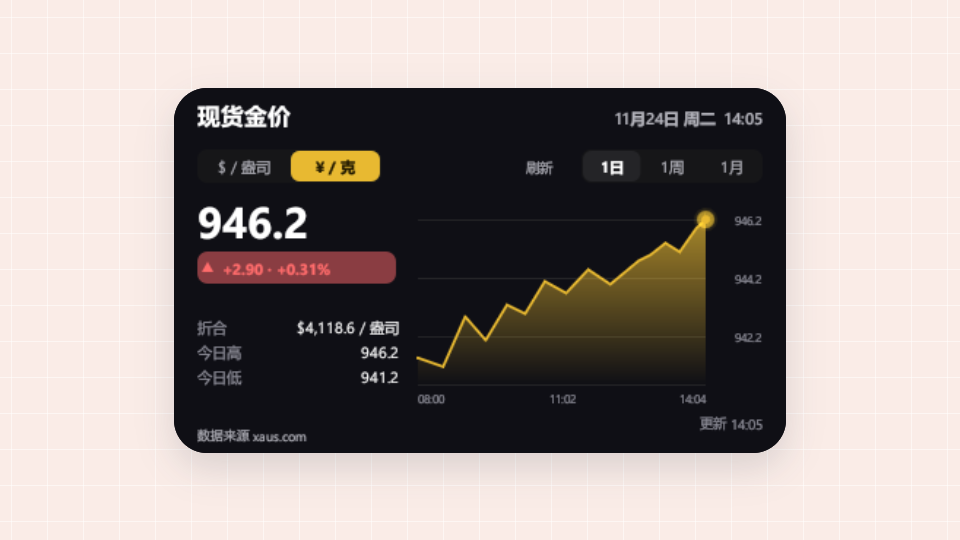 现货金价
11月24日 周二 14:05
$ / 盎司
¥ / 克
刷新
1日
1周
1月
946.2
▲ +2.90 · +0.31%
折合 $4,118.6 / 盎司
今日高 946.2
今日低 941.2
946.2
944.2
942.2
08:00 11:02 14:04
更新 14:05
数据来源 xaus.com